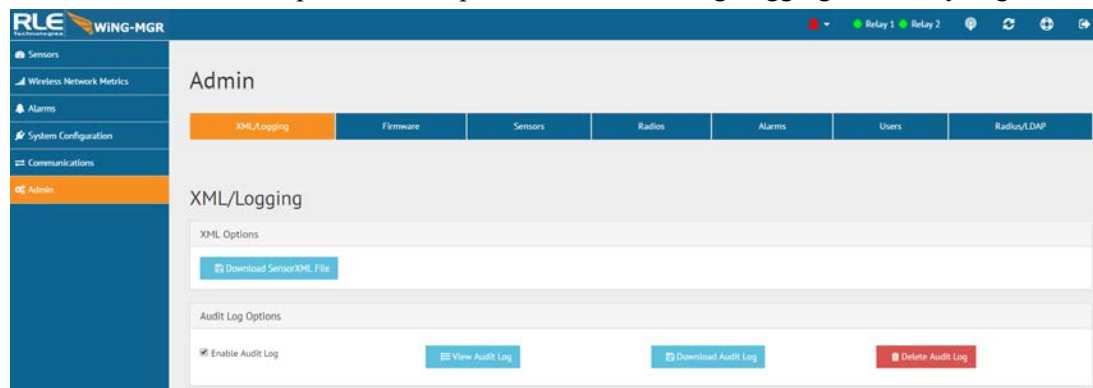 RLE WiNG-MGR
Technologies
Relay 1 Relay 2
Sensors
Wireless Network Metrics
Alarms
System Configuration
Communications
Admin
Admin
XML/Logging Firmware Sensors Radios Alarms Users Radius/LDAP
XML/Logging
XML Options
Download SensorXML File
Audit Log Options
Enable Audit Log View Audit Log Download Audit Log Delete Audit Log